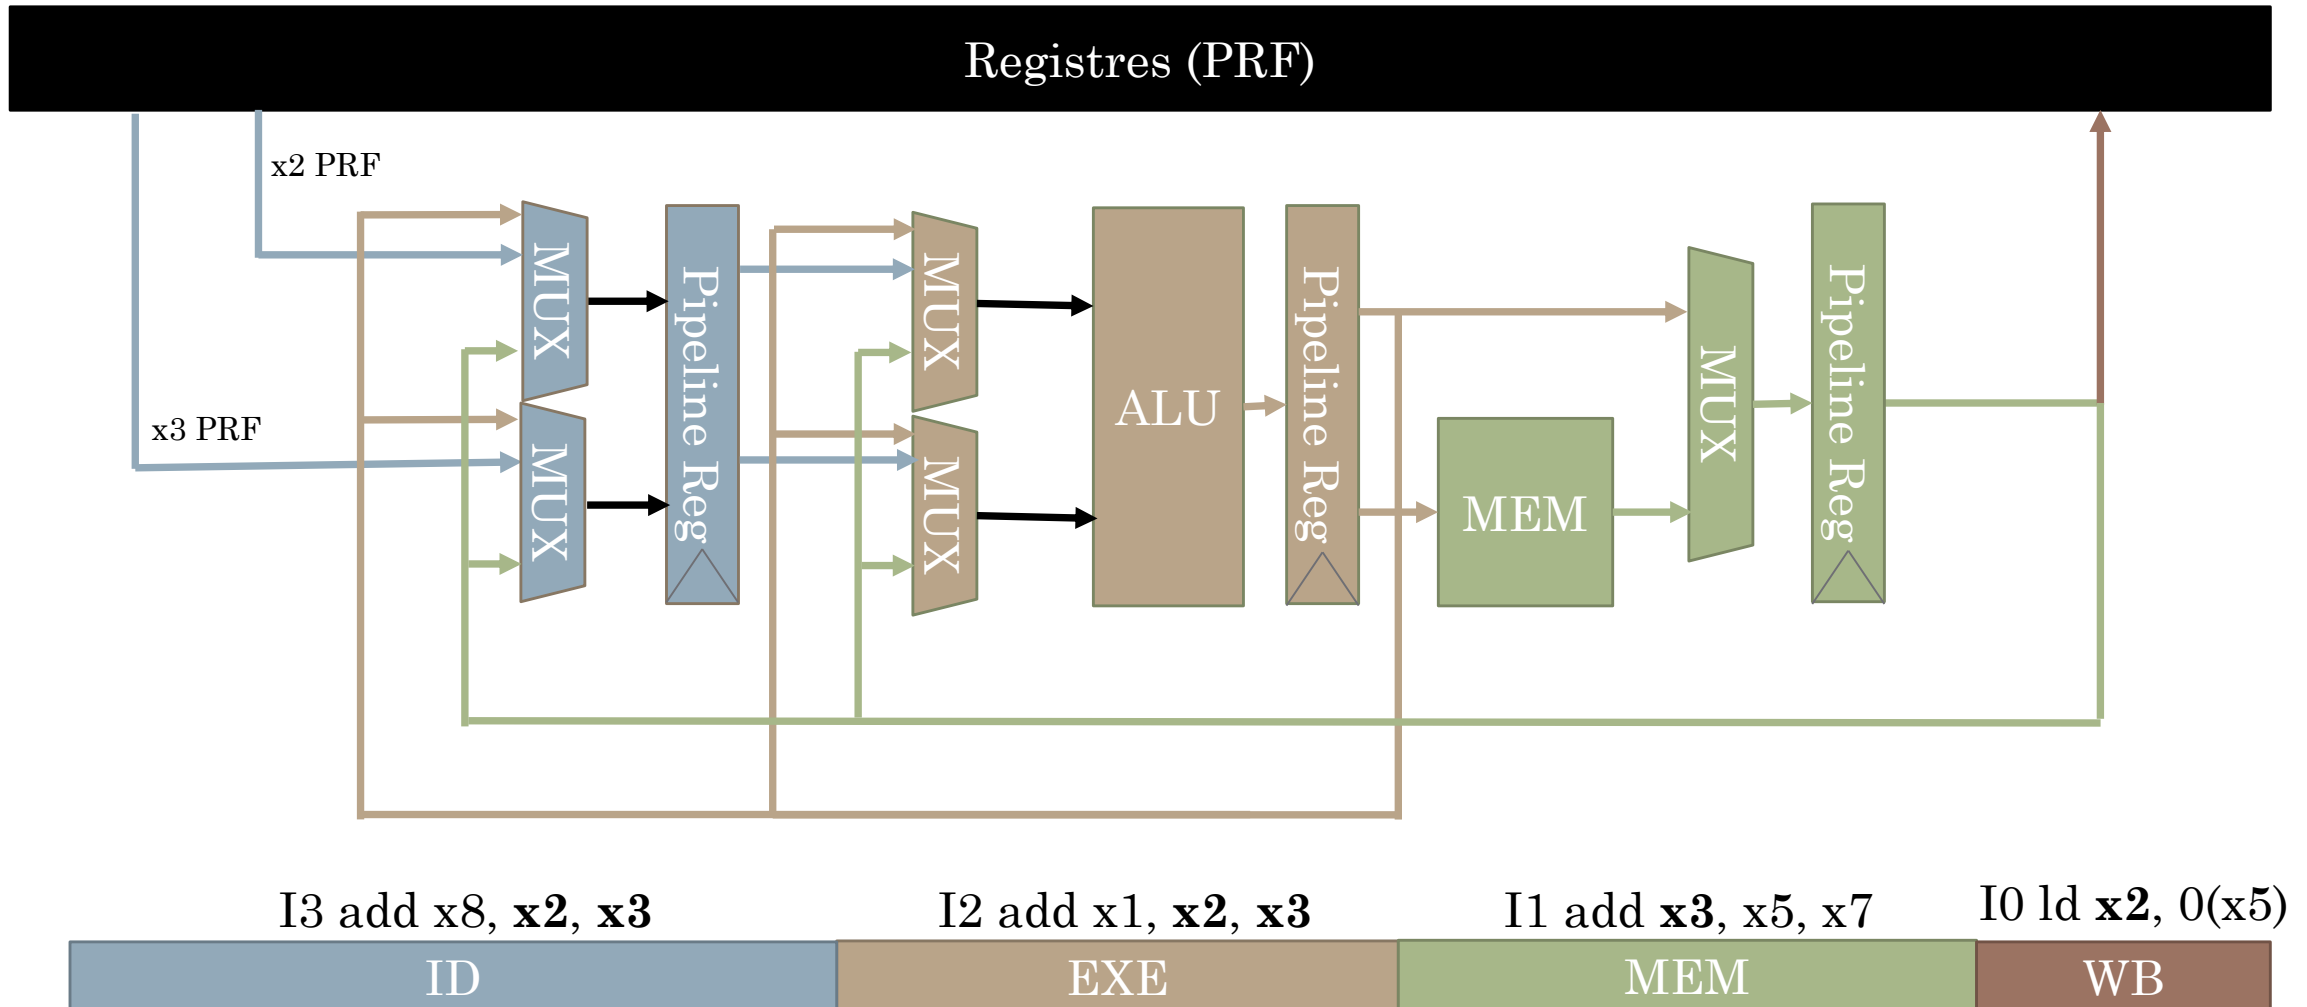 Registres (PRF)
x2 PRF
x3 PRF
MUX
MUX
Pipeline Reg
MUX
MUX
ALU
Pipeline Reg
MEM
MUX
Pipeline Reg
I3 add x8, x2, x3
I2 add x1, x2, x3
I1 add x3, x5, x7
I0 ld x2, 0(x5)
ID
EXE
MEM
WB